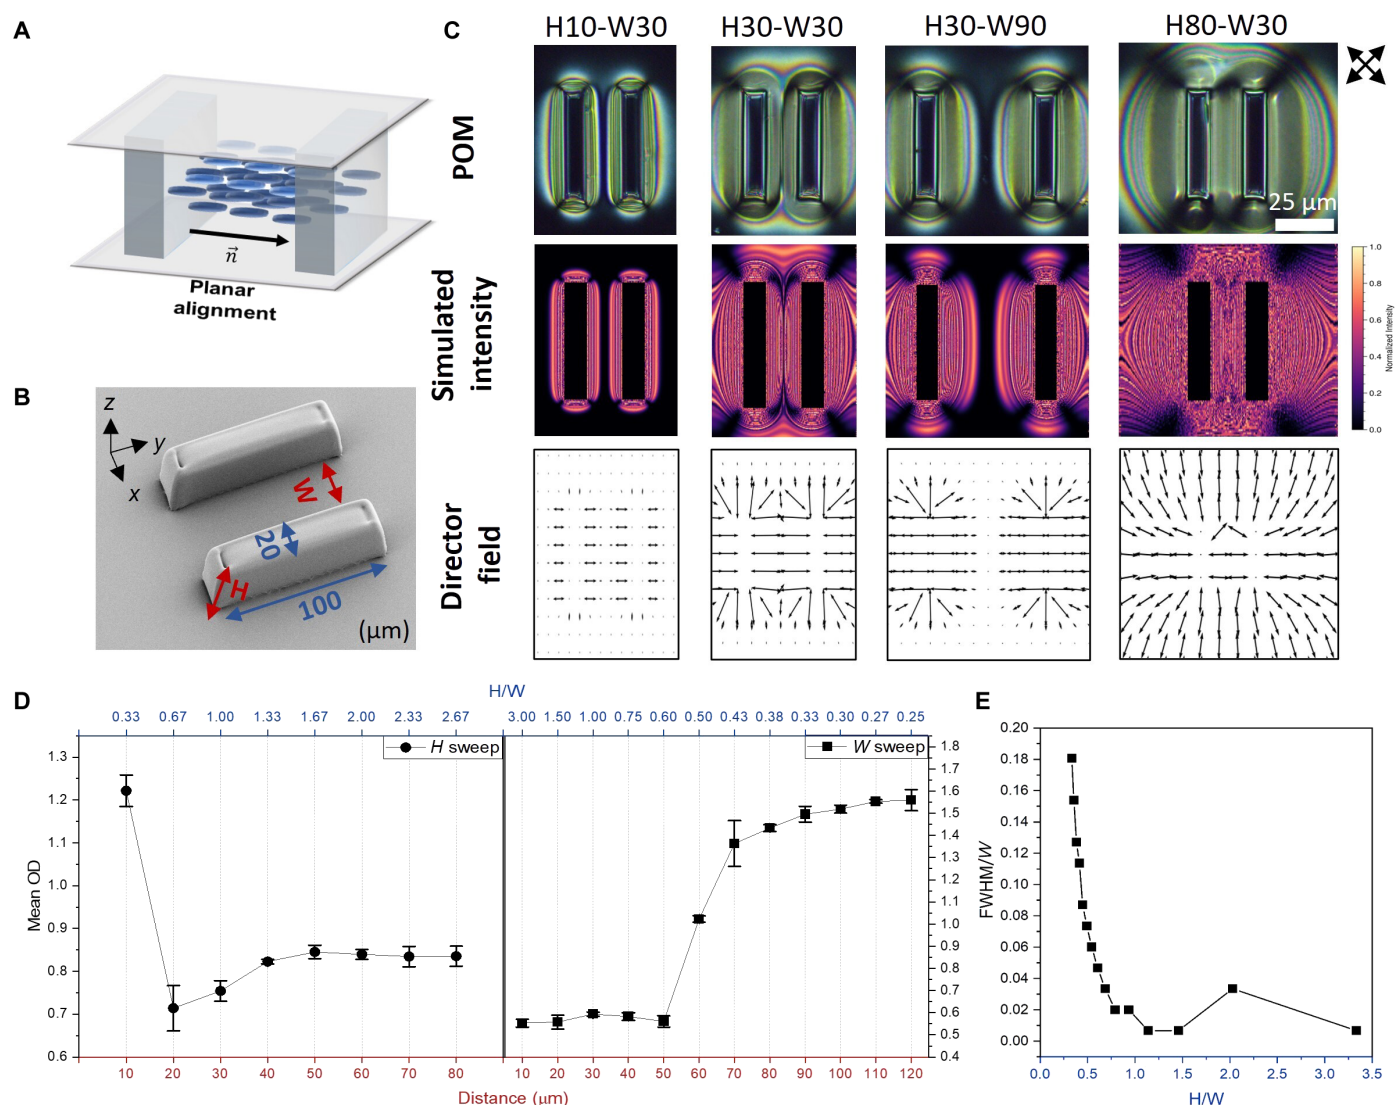 A
n
Planar
alignment
B
z
y
x
W
20
H
100
(μm)
C
H10-W30
H30-W30
H30-W90
H80-W30
POM
25 μm
Simulated
intensity
1.0
0.8
0.6
0.4
0.2
0.0
Normalized Intensity
Director
field
D
H/W
0.33 0.67 1.00 1.33 1.67 2.00 2.33 2.67 3.00 1.50 1.00 0.75 0.60 0.50 0.43 0.38 0.33 0.30 0.27 0.25
H sweep
W sweep
Mean OD
1.3
1.2
1.1
1.0
0.9
0.8
0.7
0.6
1.8
1.7
1.6
1.5
1.4
1.3
1.2
1.1
1.0
0.9
0.8
0.7
0.6
0.5
0.4
10 20 30 40 50 60 70 80 10 20 30 40 50 60 70 80 90 100 110 120
Distance (μm)
E
FWHM/W
0.20
0.18
0.16
0.14
0.12
0.10
0.08
0.06
0.04
0.02
0.00
0.0 0.5 1.0 1.5 2.0 2.5 3.0 3.5
H/W